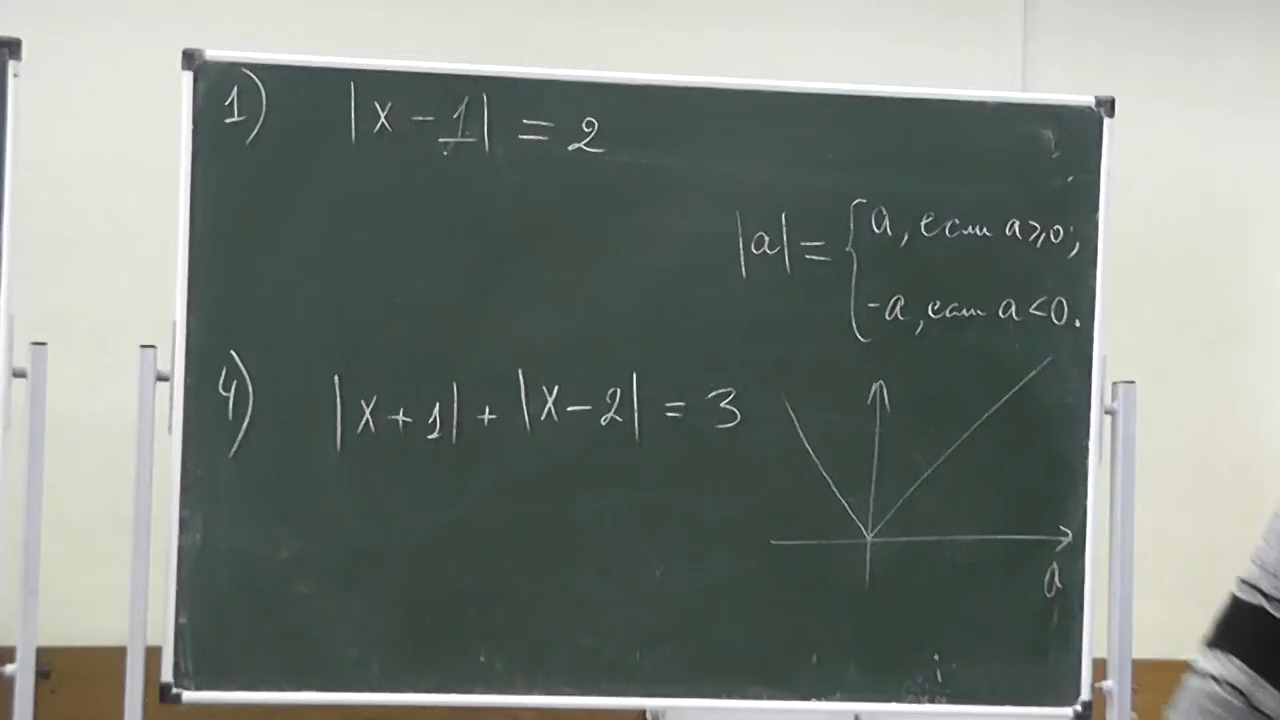 1) |x - 1| = 2
|a| = { a, если a ⩾ 0;
-a, если a < 0.
4) |x + 1| + |x - 2| = 3
a